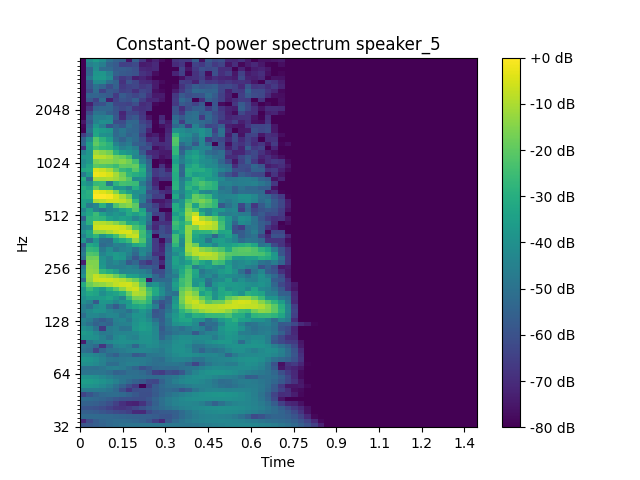 Constant-Q power spectrum speaker_5
Hz
2048
1024
512
256
128
64
32
0 0.15 0.3 0.45 0.6 0.75 0.9 1.1 1.2 1.4
Time
+0 dB
-10 dB
-20 dB
-30 dB
-40 dB
-50 dB
-60 dB
-70 dB
-80 dB